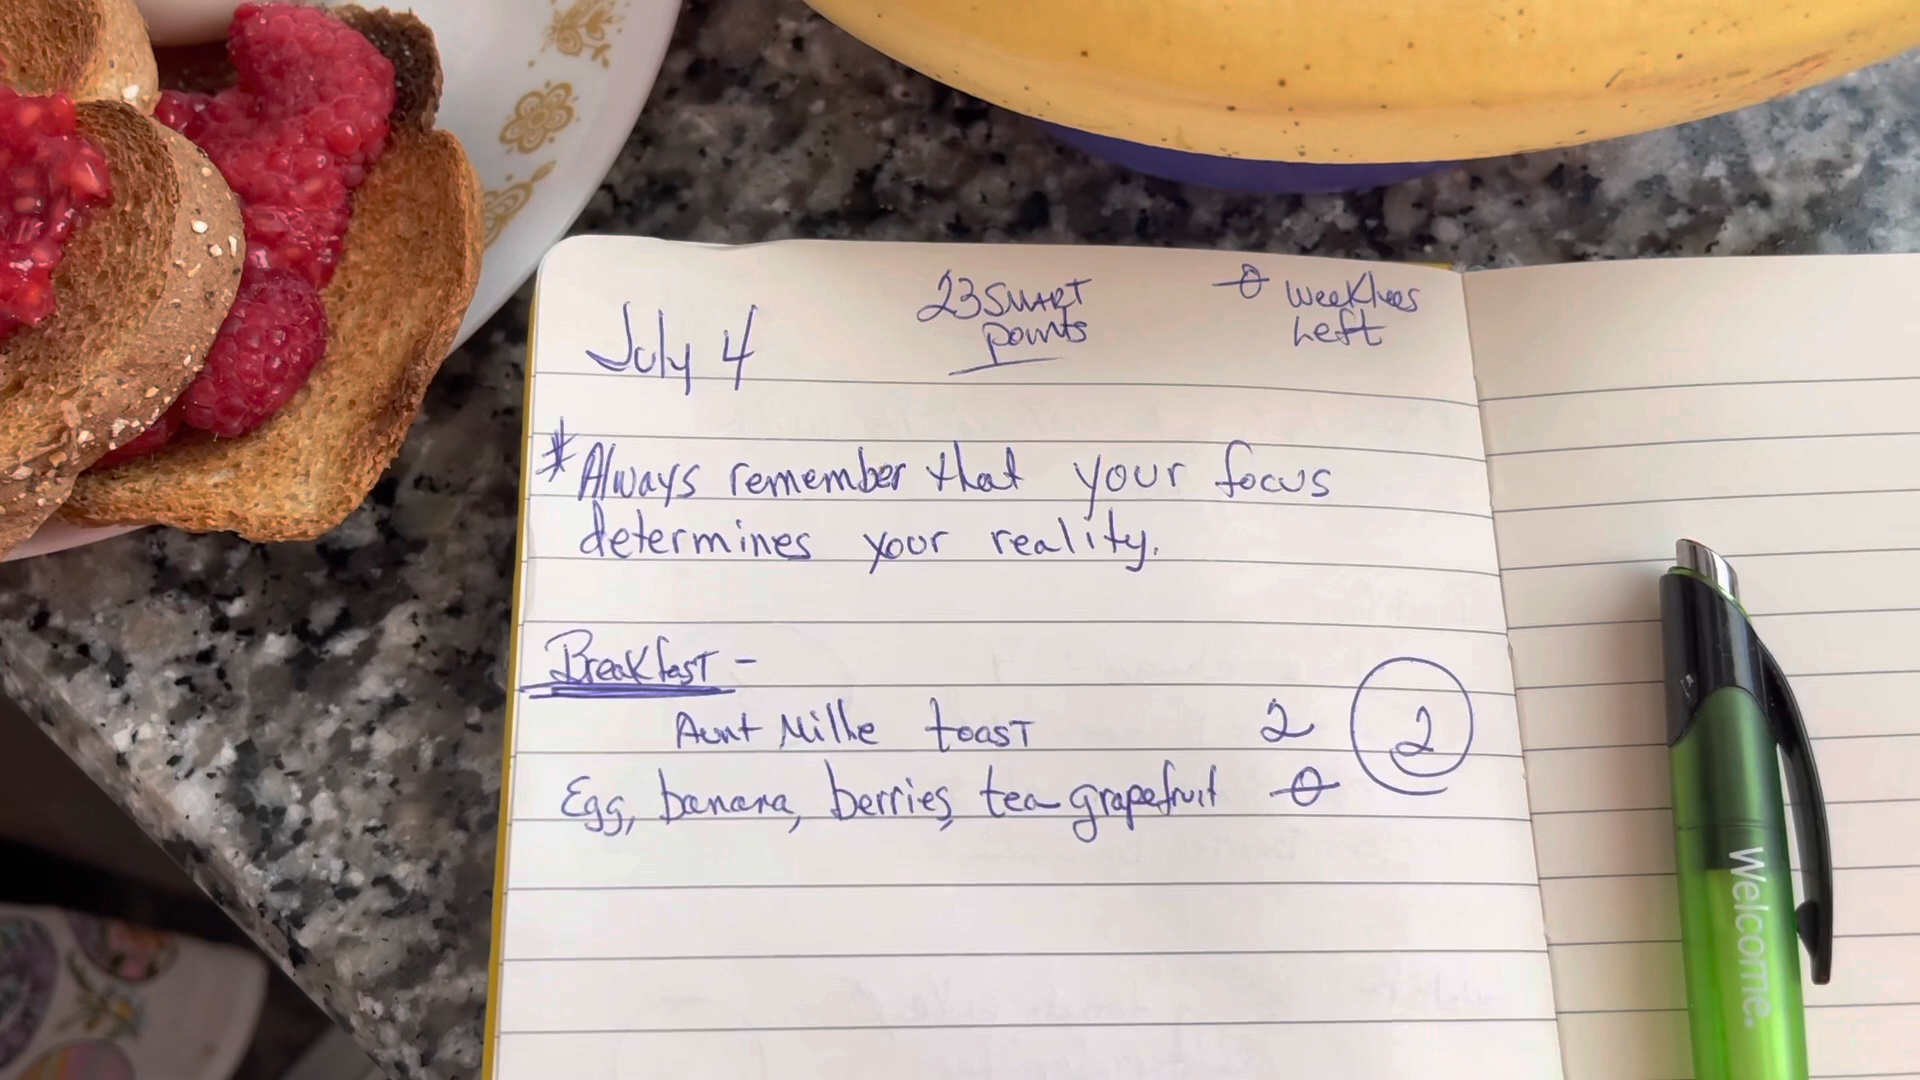 July 4
23 SMART
points
0 Weeklies
Left
*Always remember that your focus
determines your reality.
Breakfast -
Aunt Millie toast 2 2
Egg, banana, berries, tea grapefruit 0
Welcome.